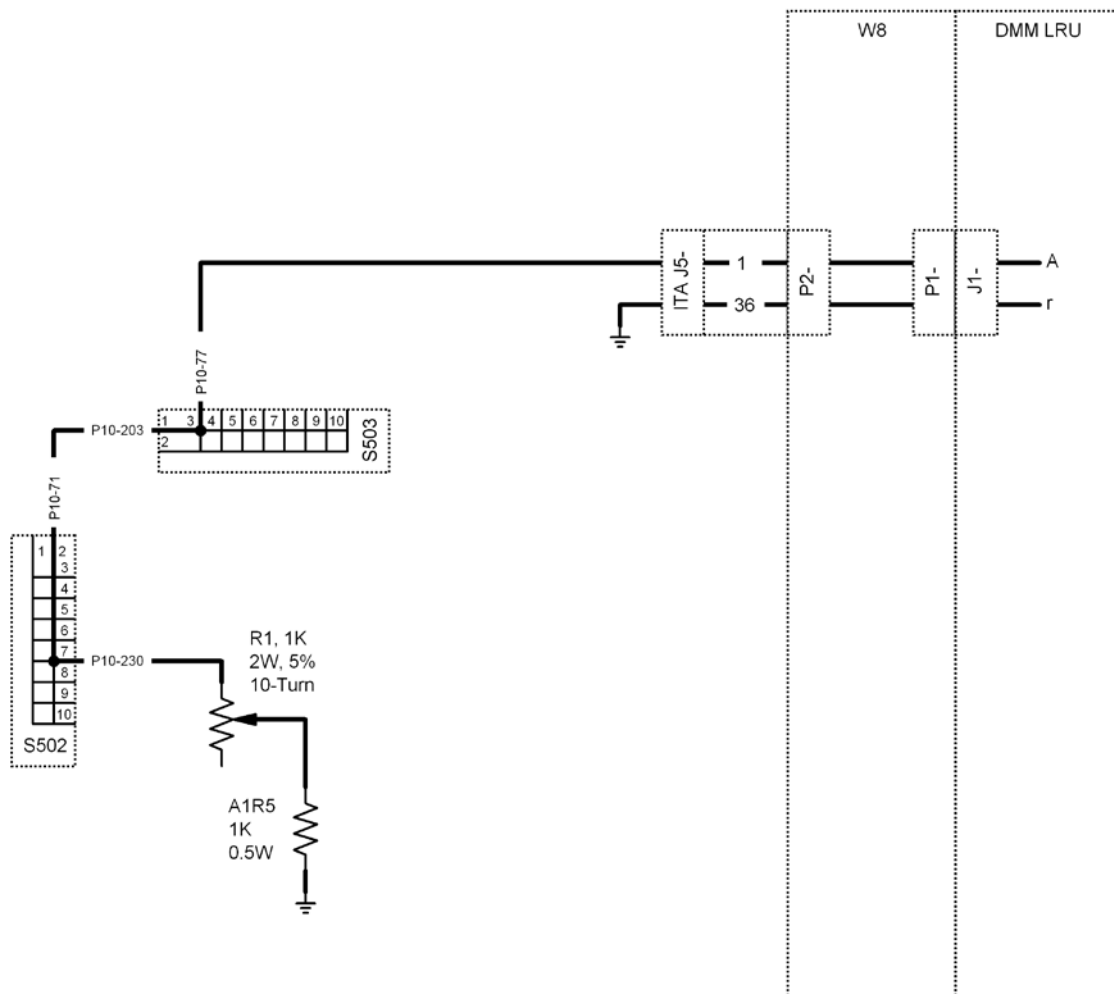 W8
DMM LRU
ITA J5-
1
36
P2-
P1-
J1-
A
r
P10-77
P10-203
1 3 4 5 6 7 8 9 10
2
S503
P10-71
1 2
3
4
5
6
7
8
9
10
S502
P10-230
R1, 1K
2W, 5%
10-Turn
A1R5
1K
0.5W